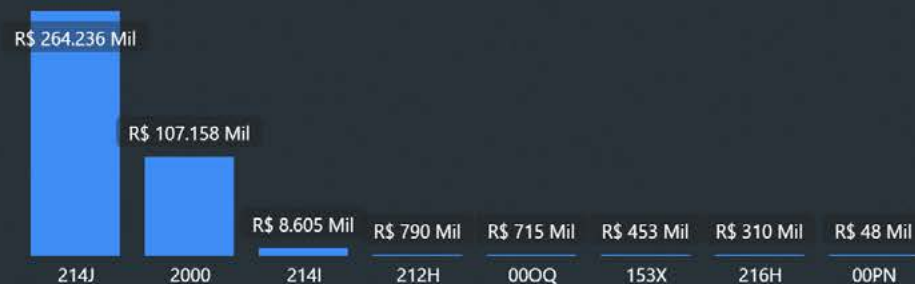 R$ 264.236 Mil
R$ 107.158 Mil
R$ 8.605 Mil
R$ 790 Mil
R$ 715 Mil
R$ 453 Mil
R$ 310 Mil
R$ 48 Mil
214J
2000
214I
212H
00OQ
153X
216H
00PN